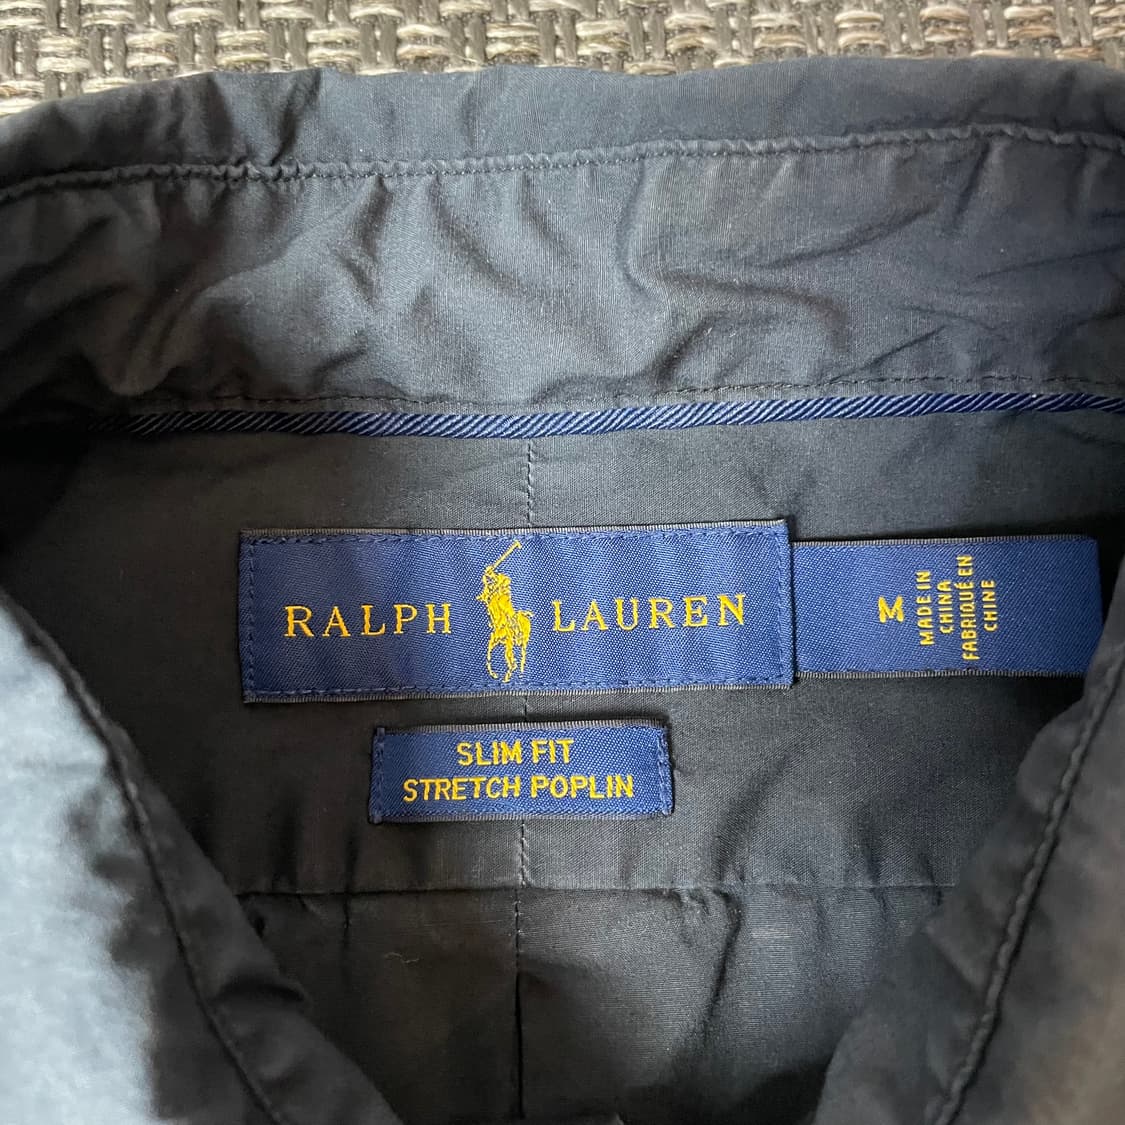 RALPH LAUREN
M
MADE IN
CHINA
FABRIQUÉ EN
CHINE
SLIM FIT
STRETCH POPLIN